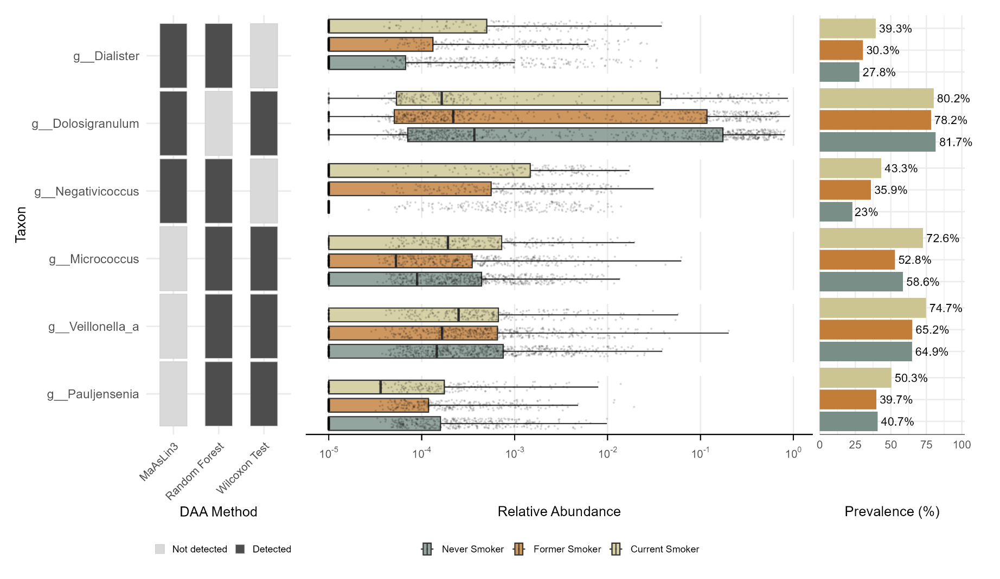 Taxon
g__Dialister
g__Dolosigranulum
g__Negativicoccus
g__Micrococcus
g__Veillonella_a
g__Pauljensenia
MaAsLin3
Random Forest
Wilcoxon Test
DAA Method
10-5
10-4
10-3
10-2
10-1
100
Relative Abundance
39.3%
30.3%
27.8%
80.2%
78.2%
81.7%
43.3%
35.9%
23%
72.6%
52.8%
58.6%
74.7%
65.2%
64.9%
50.3%
39.7%
40.7%
0 25 50 75 100
Prevalence (%)
Not detected Detected
Never Smoker Former Smoker Current Smoker